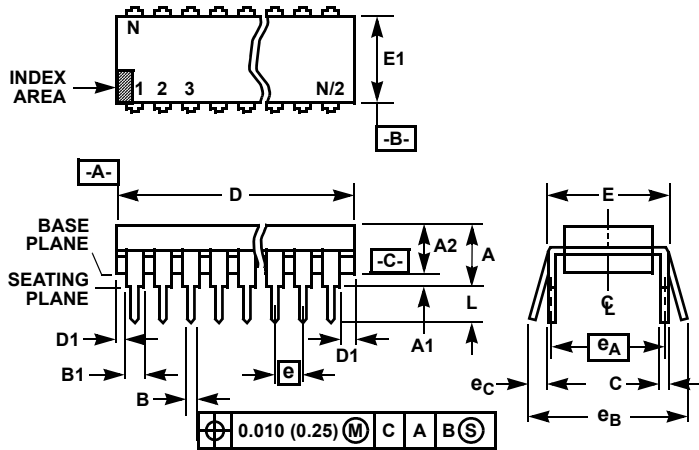 N
INDEX
AREA
1 2 3 N/2
E1
-B-
-A-
D
E
BASE
PLANE
SEATING
PLANE
-C-
A2
A
L
A1
D1
D1
B1
B
e
℄
eA
eC
C
eB
⌖ 0.010 (0.25) Ⓜ C A B Ⓢ